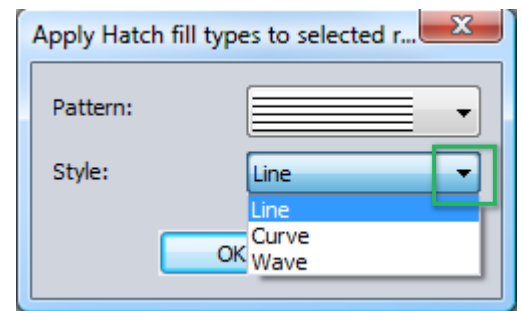 Apply Hatch fill types to selected r...
Pattern:
Style:
Line
Line
Curve
OK
Wave